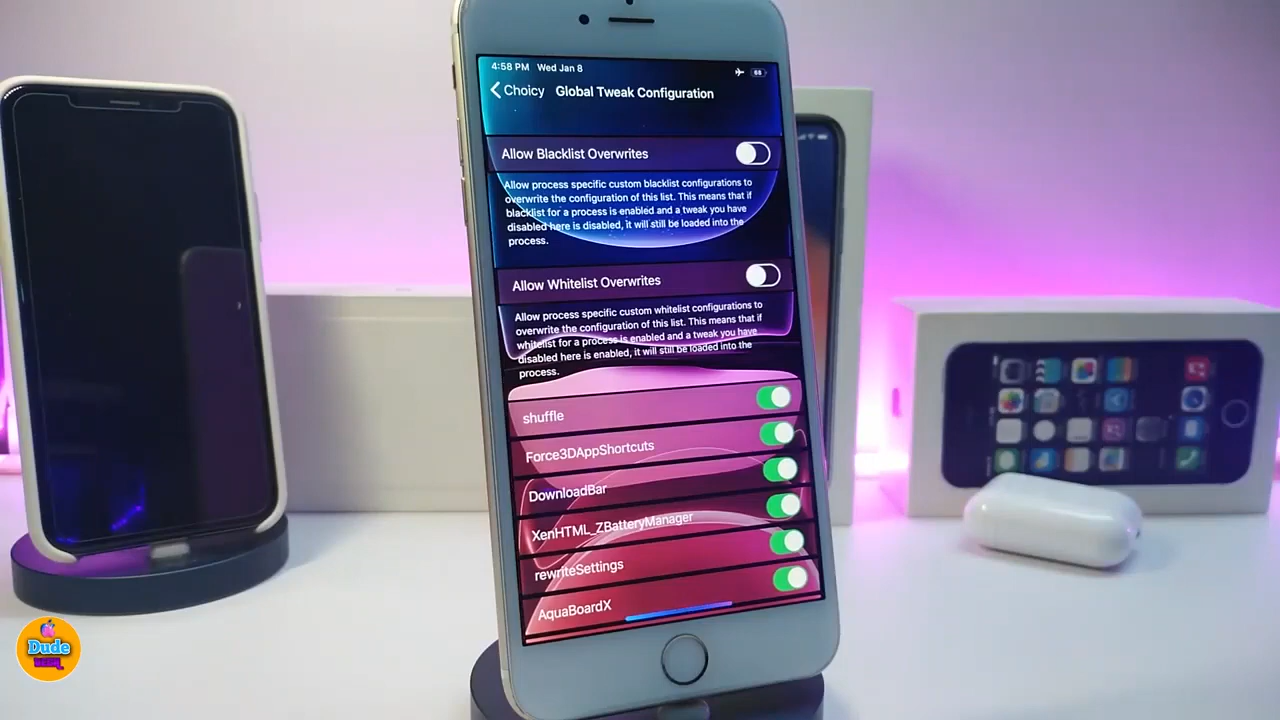 4:58 PM Wed Jan 8
68
Choicy Global Tweak Configuration
Allow Blacklist Overwrites
Allow process specific custom blacklist configurations to
overwrite the configuration of this list. This means that if
blacklist for a process is enabled and a tweak you have
disabled here is disabled, it will still be loaded into the
process.
Allow Whitelist Overwrites
Allow process specific custom whitelist configurations to
overwrite the configuration of this list. This means that if
whitelist for a process is enabled and a tweak you have
disabled here is enabled, it will still be loaded into the
process.
shuffle
Force3DAppShortcuts
DownloadBar
XenHTML_ZBatteryManager
rewriteSettings
AquaBoardX
Dude